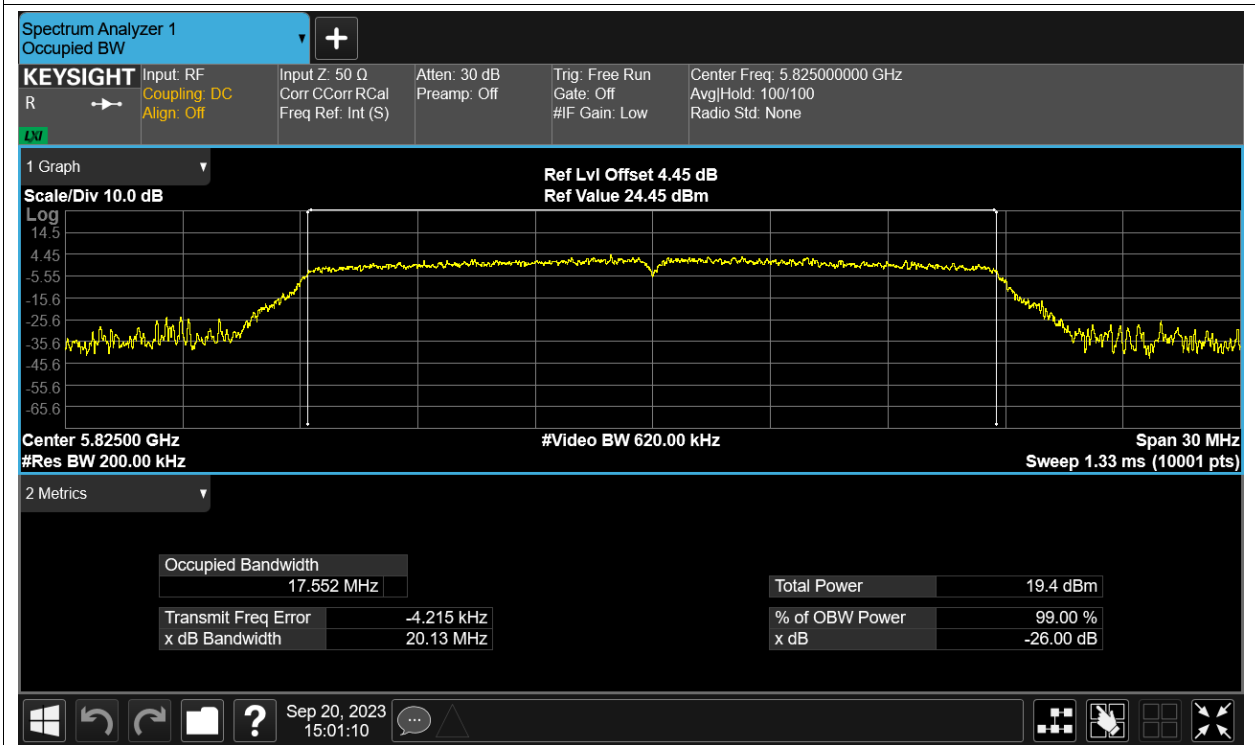 Spectrum Analyzer 1
Occupied BW
KEYSIGHT
R
LXI
Input: RF
Coupling: DC
Align: Off
Input Z: 50 Ω
Corr CCorr RCal
Freq Ref: Int (S)
Atten: 30 dB
Preamp: Off
Trig: Free Run
Gate: Off
#IF Gain: Low
Center Freq: 5.825000000 GHz
Avg|Hold: 100/100
Radio Std: None
1 Graph
Scale/Div 10.0 dB
Ref Lvl Offset 4.45 dB
Ref Value 24.45 dBm
Log
14.5
4.45
-5.55
-15.6
-25.6
-35.6
-45.6
-55.6
-65.6
Center 5.82500 GHz
#Video BW 620.00 kHz
Span 30 MHz
#Res BW 200.00 kHz
Sweep 1.33 ms (10001 pts)
2 Metrics
Occupied Bandwidth
17.552 MHz
Total Power 19.4 dBm
Transmit Freq Error -4.215 kHz
% of OBW Power 99.00 %
x dB Bandwidth 20.13 MHz
x dB -26.00 dB
?
Sep 20, 2023
15:01:10